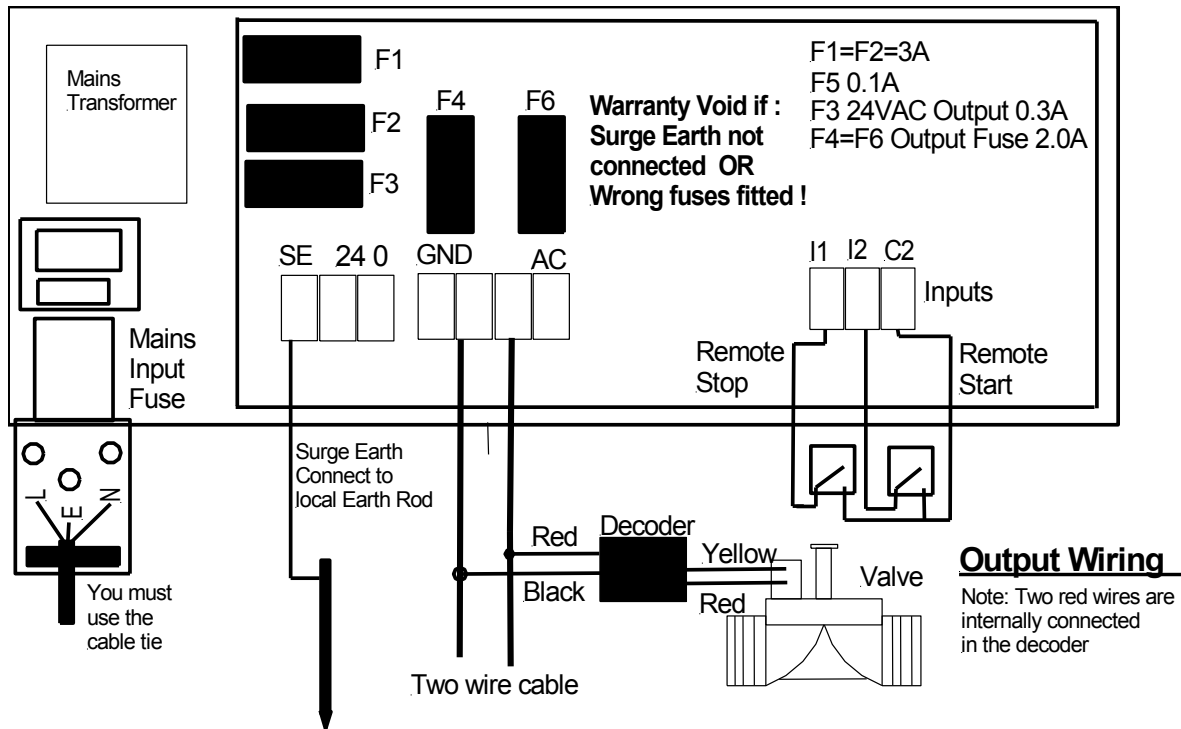 Mains
Transformer
F1
F2
F3
F4
F6
Warranty Void if :
Surge Earth not
connected OR
Wrong fuses fitted !
F1=F2=3A
F5 0.1A
F3 24VAC Output 0.3A
F4=F6 Output Fuse 2.0A
SE
24 0
GND
AC
I1
I2
C2
Inputs
Mains
Input
Fuse
Remote
Stop
Remote
Start
L
E
N
Surge Earth
Connect to
local Earth Rod
You must
use the
cable tie
Red
Black
Decoder
Yellow
Red
Valve
Two wire cable
Output Wiring
Note: Two red wires are
internally connected
in the decoder